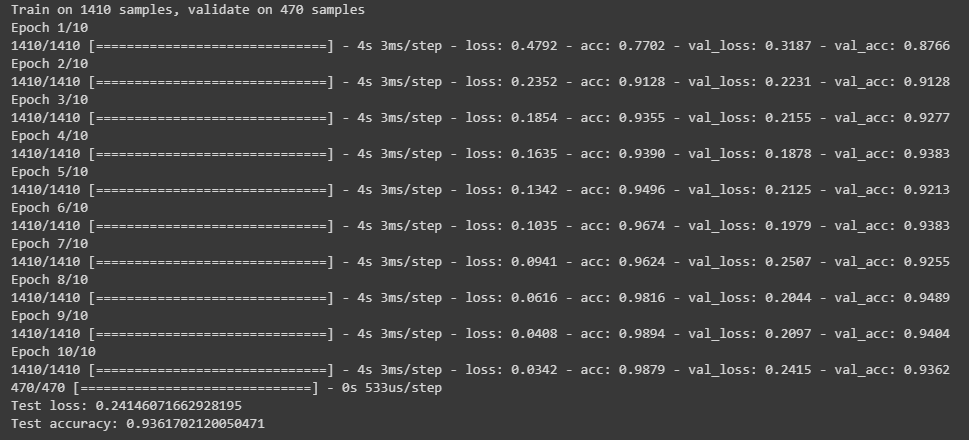 Train on 1410 samples, validate on 470 samples
Epoch 1/10
1410/1410 [==============================] - 4s 3ms/step - loss: 0.4792 - acc: 0.7702 - val_loss: 0.3187 - val_acc: 0.8766
Epoch 2/10
1410/1410 [==============================] - 4s 3ms/step - loss: 0.2352 - acc: 0.9128 - val_loss: 0.2231 - val_acc: 0.9128
Epoch 3/10
1410/1410 [==============================] - 4s 3ms/step - loss: 0.1854 - acc: 0.9355 - val_loss: 0.2155 - val_acc: 0.9277
Epoch 4/10
1410/1410 [==============================] - 4s 3ms/step - loss: 0.1635 - acc: 0.9390 - val_loss: 0.1878 - val_acc: 0.9383
Epoch 5/10
1410/1410 [==============================] - 4s 3ms/step - loss: 0.1342 - acc: 0.9496 - val_loss: 0.2125 - val_acc: 0.9213
Epoch 6/10
1410/1410 [==============================] - 4s 3ms/step - loss: 0.1035 - acc: 0.9674 - val_loss: 0.1979 - val_acc: 0.9383
Epoch 7/10
1410/1410 [==============================] - 4s 3ms/step - loss: 0.0941 - acc: 0.9624 - val_loss: 0.2507 - val_acc: 0.9255
Epoch 8/10
1410/1410 [==============================] - 4s 3ms/step - loss: 0.0616 - acc: 0.9816 - val_loss: 0.2044 - val_acc: 0.9489
Epoch 9/10
1410/1410 [==============================] - 4s 3ms/step - loss: 0.0408 - acc: 0.9894 - val_loss: 0.2097 - val_acc: 0.9404
Epoch 10/10
1410/1410 [==============================] - 4s 3ms/step - loss: 0.0342 - acc: 0.9879 - val_loss: 0.2415 - val_acc: 0.9362
470/470 [==============================] - 0s 533us/step
Test loss: 0.24146071662928195
Test accuracy: 0.9361702120050471